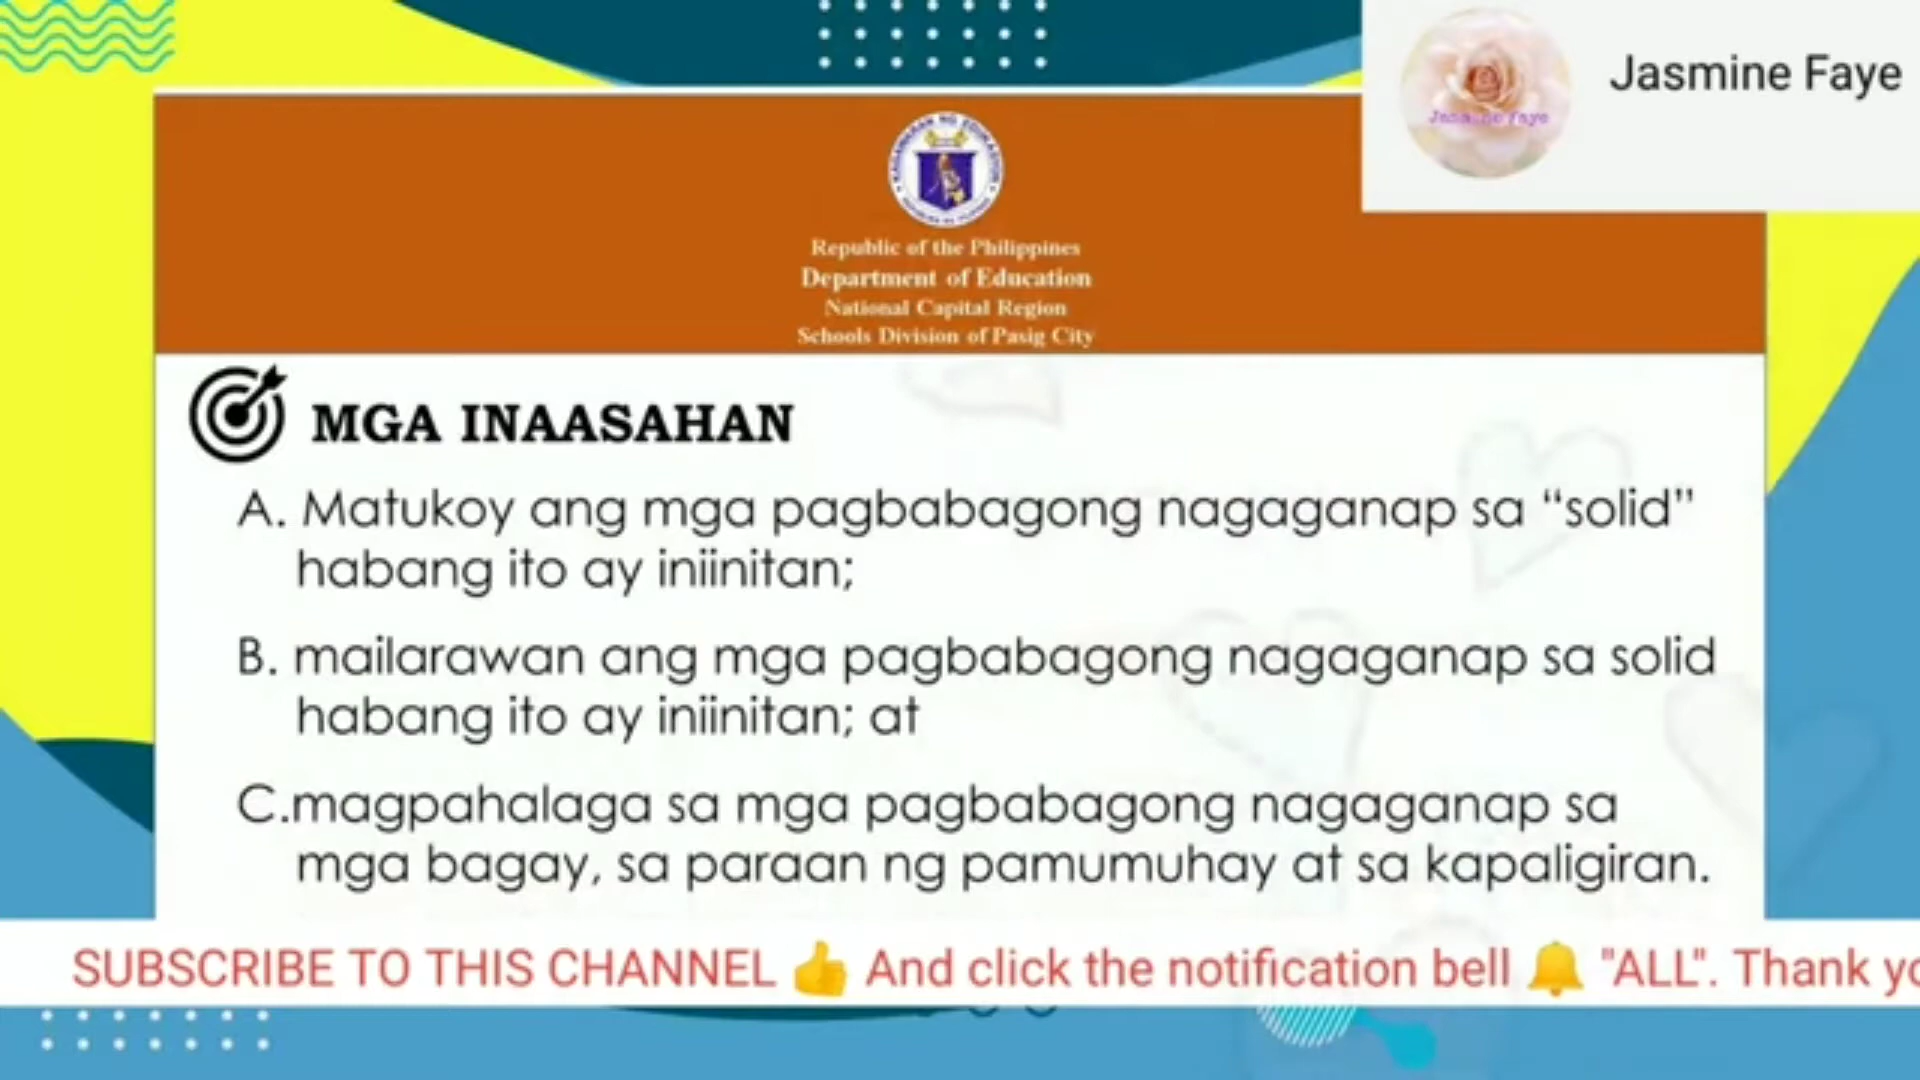 Jasmine Faye
Jasmine Faye
Republic of the Philippines
Department of Education
National Capital Region
Schools Division of Pasig City
MGA INAASAHAN
A. Matukoy ang mga pagbabagong nagaganap sa “solid”
habang ito ay iniinitan;
B. mailarawan ang mga pagbabagong nagaganap sa solid
habang ito ay iniinitan; at
C.magpahalaga sa mga pagbabagong nagaganap sa
mga bagay, sa paraan ng pamumuhay at sa kapaligiran.
SUBSCRIBE TO THIS CHANNEL 👍 And click the notification bell 🔔 "ALL". Thank yo